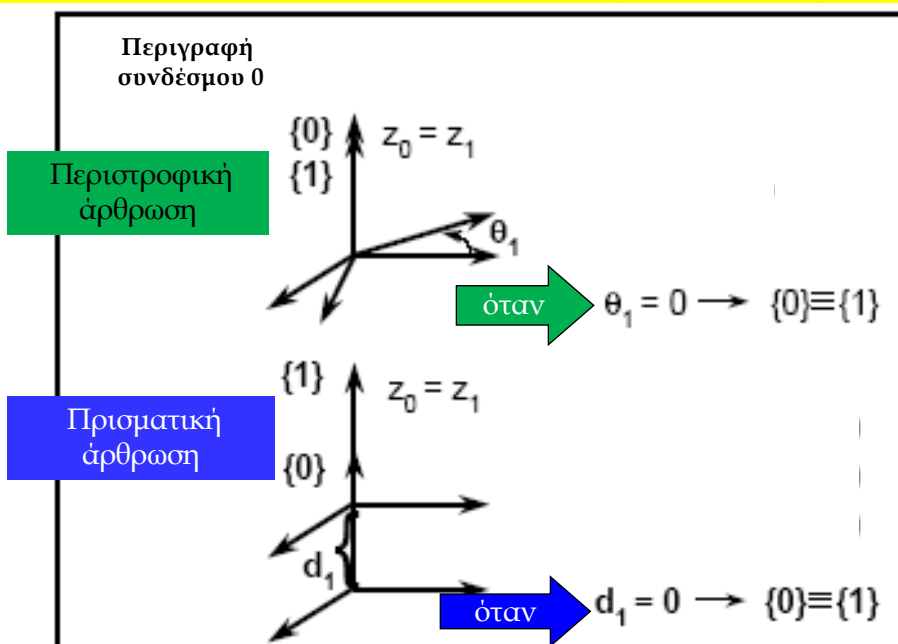 Περιγραφή
συνδέσμου 0
{0} z₀ = z₁
{1}
Περιστροφική
άρθρωση
θ₁
όταν
θ₁ = 0 → {0}≡{1}
{1} z₀ = z₁
Πρισματική
άρθρωση
{0}
d₁
όταν
d₁ = 0 → {0}≡{1}